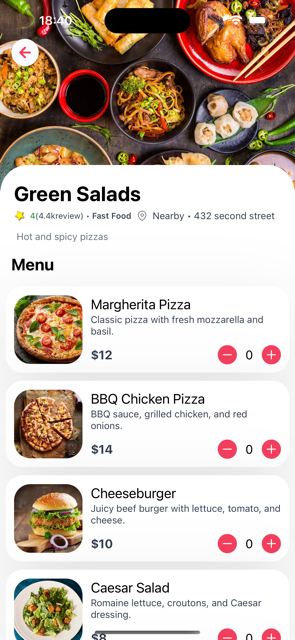 18:40
Green Salads
4(4.4kreview) • Fast Food Nearby • 432 second street
Hot and spicy pizzas
Menu
Margherita Pizza
Classic pizza with fresh mozzarella and
basil.
$12 0
BBQ Chicken Pizza
BBQ sauce, grilled chicken, and red
onions.
$14 0
Cheeseburger
Juicy beef burger with lettuce, tomato, and
cheese.
$10 0
Caesar Salad
Romaine lettuce, croutons, and Caesar
dressing.
$8 0